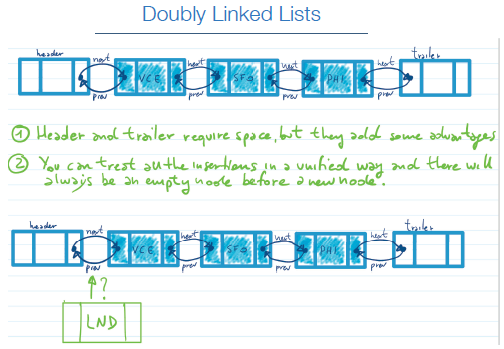 Doubly Linked Lists
header
trailer
next
next
next
next
VCE
SFO
PAK
prev
prev
prev
prev
① Header and trailer require space, but they add some advantages
② You can treat all the insertions in a unified way and there will
always be an empty node before a new node.
header
trailer
next
next
next
next
VCE
SFO
PAK
prev
prev
prev
prev
?
LND